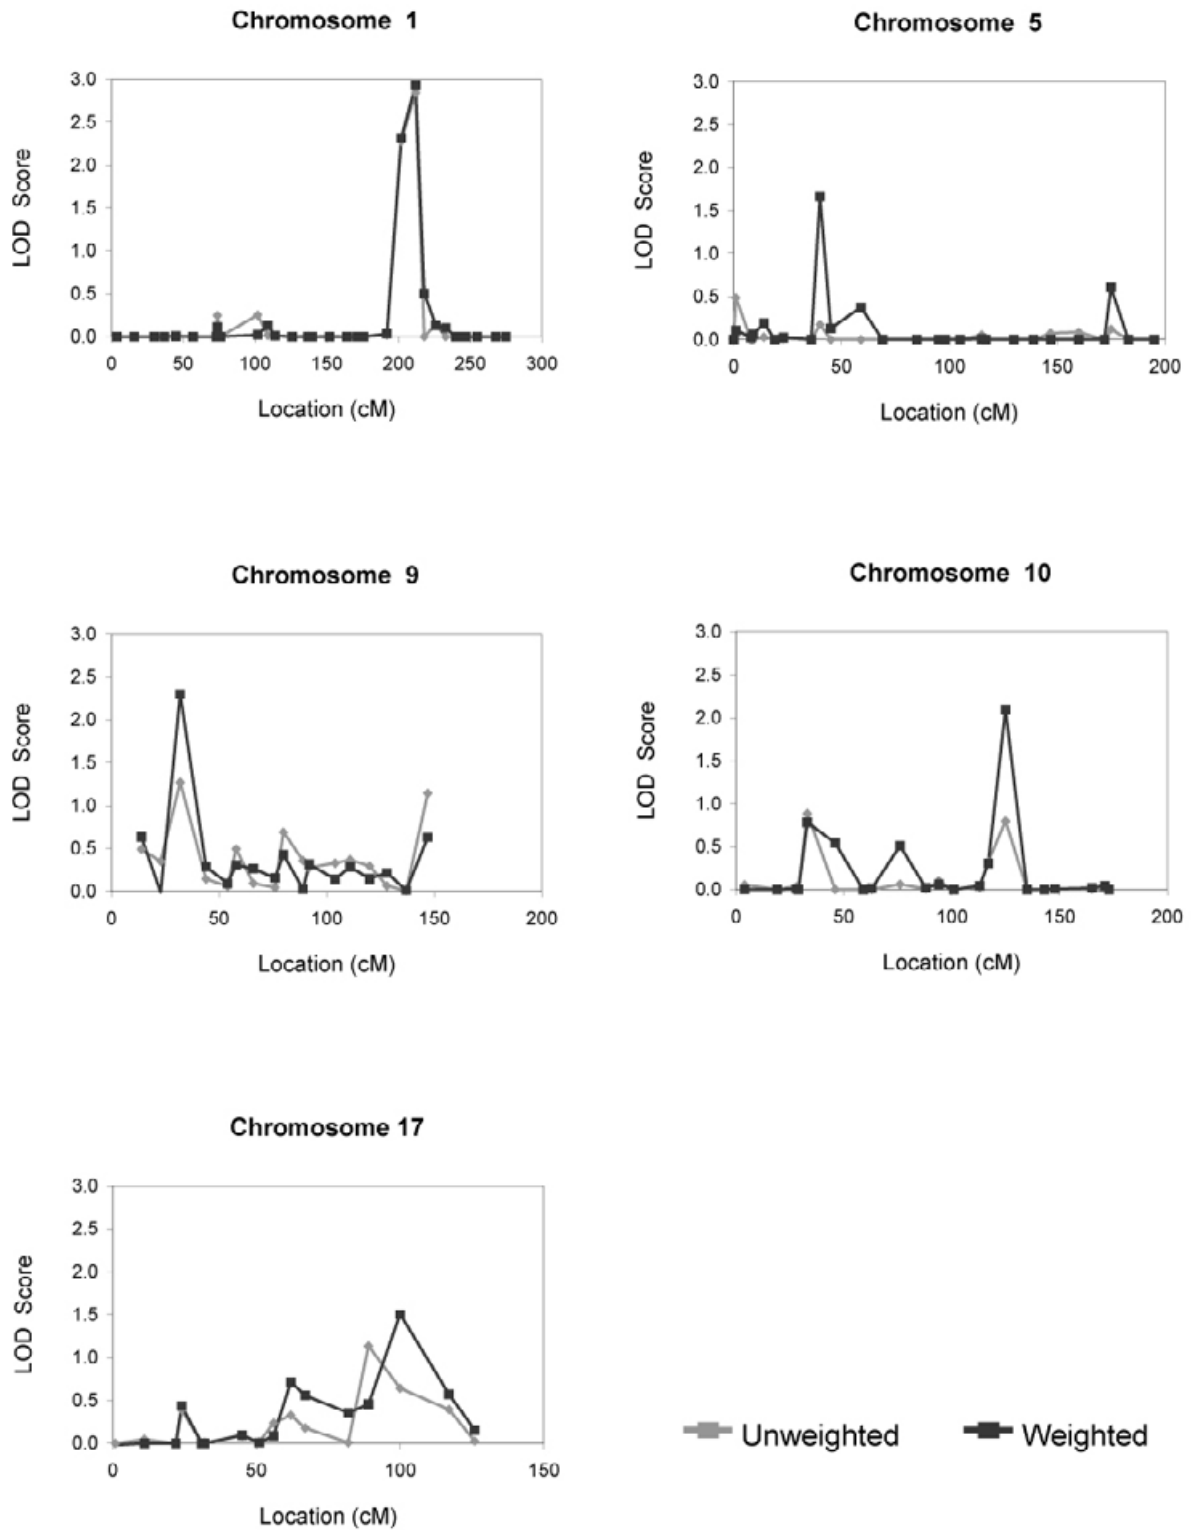 Chromosome 1
3.0
2.5
2.0
1.5
1.0
0.5
0.0
LOD Score
0 50 100 150 200 250 300
Location (cM)
Chromosome 5
3.0
2.5
2.0
1.5
1.0
0.5
0.0
LOD Score
0 50 100 150 200
Location (cM)
Chromosome 9
3.0
2.5
2.0
1.5
1.0
0.5
0.0
LOD Score
0 50 100 150 200
Location (cM)
Chromosome 10
3.0
2.5
2.0
1.5
1.0
0.5
0.0
LOD Score
0 50 100 150 200
Location (cM)
Chromosome 17
3.0
2.5
2.0
1.5
1.0
0.5
0.0
LOD Score
0 50 100 150
Location (cM)
Unweighted Weighted